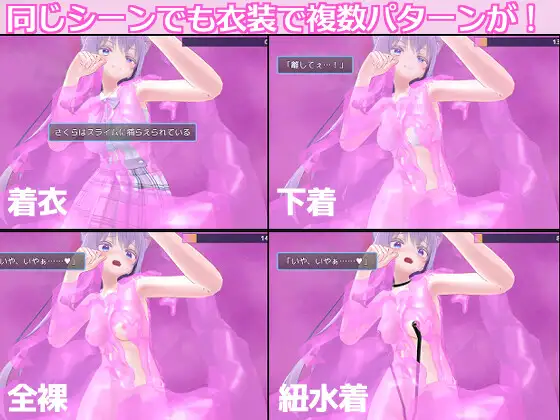 同じシーンでも衣装で複数パターンが！
さくらはスライムに捕らえられている
着衣
「離してぇ…！」
下着
いや、いやぁ……♥」
全裸
「いや、いやぁ……♥」
紐水着